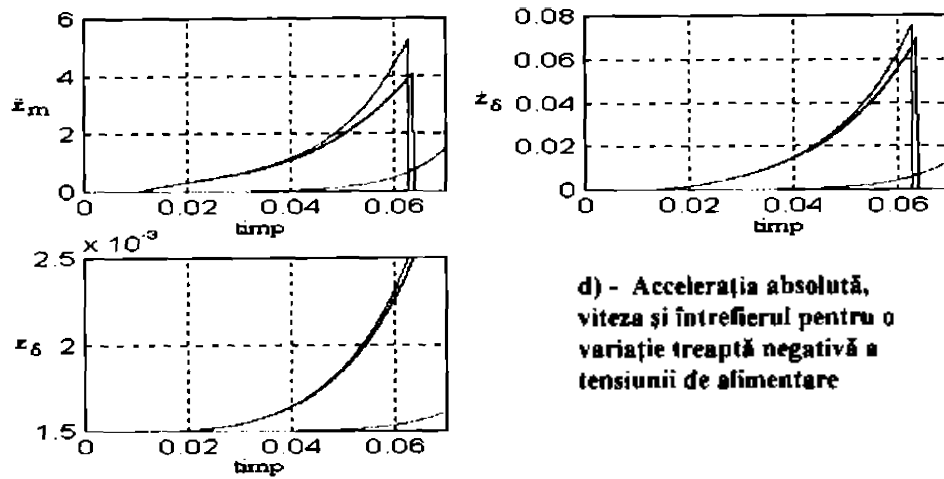 6
4
z̈m
2
0
0 0.02 0.04 0.06
timp
0.08
0.06
żδ 0.04
0.02
0
0 0.02 0.04 0.06
timp
x 10-3
2.5
zδ 2
1.5
0 0.02 0.04 0.06
timp
d) - Accelerația absolută,
viteza și întrefierul pentru o
variație treaptă negativă a
tensiunii de alimentare